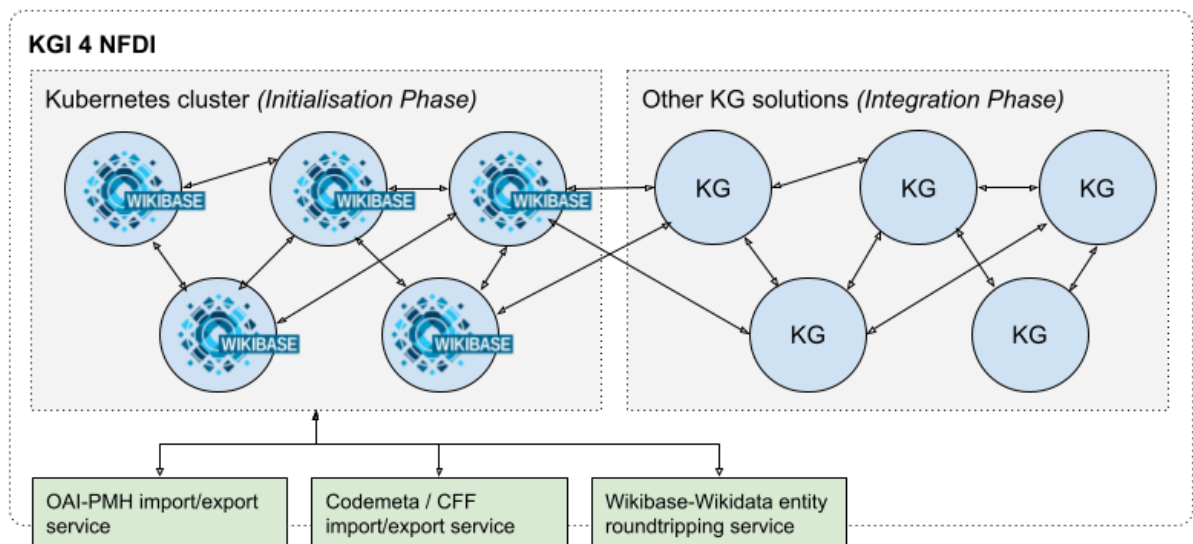 KGI 4 NFDI
Kubernetes cluster (Initialisation Phase)
Other KG solutions (Integration Phase)
WIKIBASE
WIKIBASE
WIKIBASE
KG
KG
KG
WIKIBASE
WIKIBASE
KG
KG
OAI-PMH import/export
service
Codemeta / CFF
import/export service
Wikibase-Wikidata entity
roundtripping service